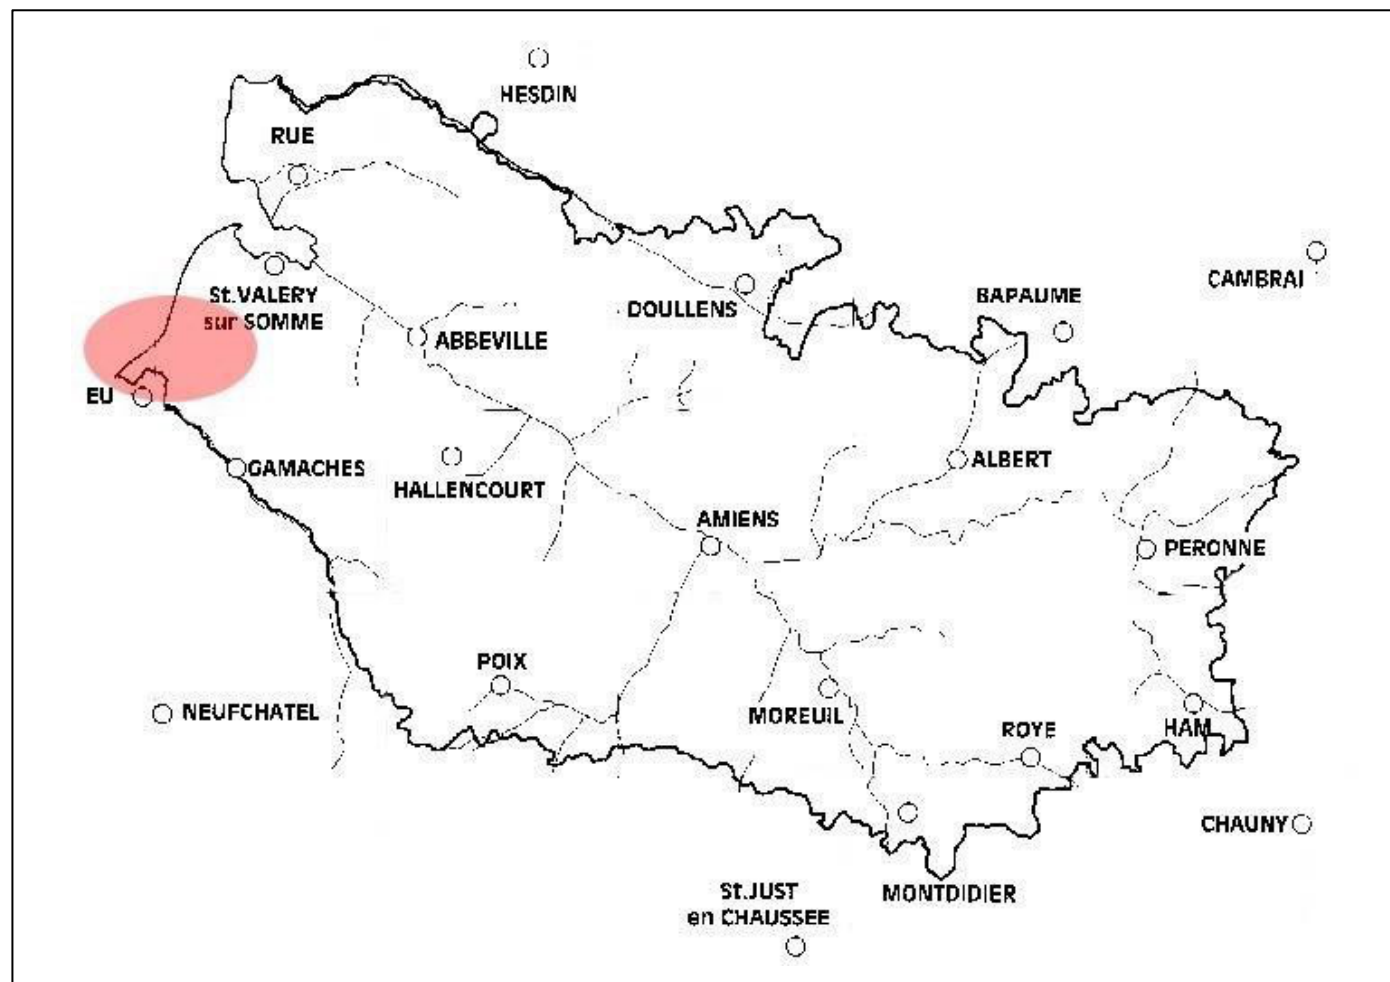 HESDIN
RUE
CAMBRAI
St.VALERY
sur SOMME
DOULLENS
BAPAUME
ABBEVILLE
EU
GAMACHES
HALLENCOURT
ALBERT
AMIENS
PERONNE
POIX
NEUFCHATEL
MOREUIL
ROYE
HAM
CHAUNY
St.JUST
en CHAUSSEE
MONTDIDIER